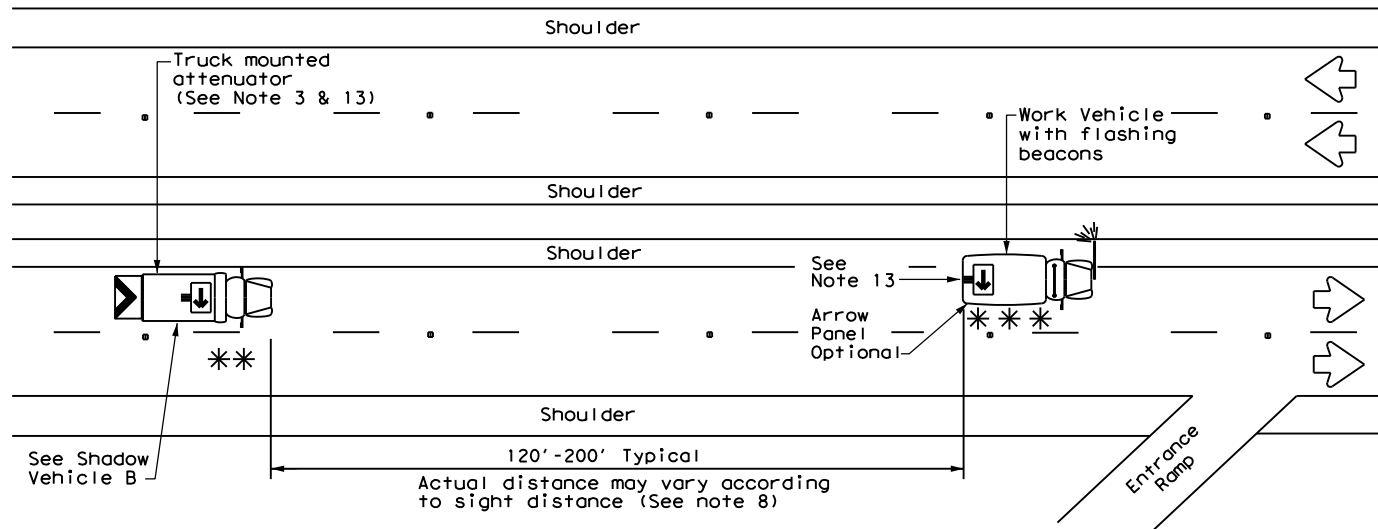 Shoulder
Truck mounted
attenuator
(See Note 3 & 13)
Work Vehicle
with flashing
beacons
Shoulder
Shoulder
See
Note 13
Arrow
Panel
Optional
Shoulder
See Shadow
Vehicle B
120'-200' Typical
Actual distance may vary according
to sight distance (See note 8)
Entrance
Ramp